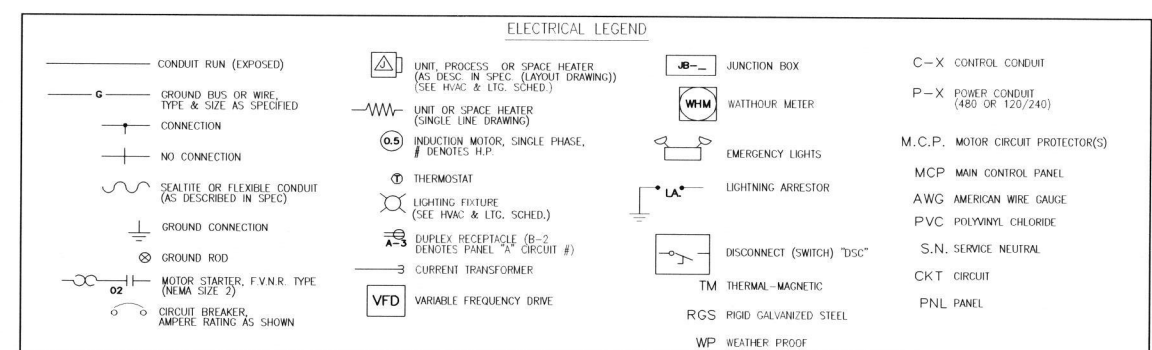 ELECTRICAL LEGEND
CONDUIT RUN (EXPOSED)
G
GROUND BUS OR WIRE,
TYPE & SIZE AS SPECIFIED
CONNECTION
NO CONNECTION
SEALTITE OR FLEXIBLE CONDUIT
(AS DESCRIBED IN SPEC)
GROUND CONNECTION
GROUND ROD
02
MOTOR STARTER, F.V.N.R. TYPE
(NEMA SIZE 2)
CIRCUIT BREAKER,
AMPERE RATING AS SHOWN
J
UNIT, PROCESS OR SPACE HEATER
(AS DESC. IN SPEC. (LAYOUT DRAWING))
(SEE HVAC & LTG. SCHED.)
UNIT OR SPACE HEATER
(SINGLE LINE DRAWING)
0.5
INDUCTION MOTOR, SINGLE PHASE,
# DENOTES H.P.
T THERMOSTAT
LIGHTING FIXTURE
(SEE HVAC & LTG. SCHED.)
A-3
DUPLEX RECEPTACLE (B-2
DENOTES PANEL "A" CIRCUIT #)
CURRENT TRANSFORMER
VFD VARIABLE FREQUENCY DRIVE
JB-_ JUNCTION BOX
WHM WATTHOUR METER
EMERGENCY LIGHTS
LA. LIGHTNING ARRESTOR
DISCONNECT (SWITCH) "DSC"
TM THERMAL-MAGNETIC
RGS RIGID GALVANIZED STEEL
WP WEATHER PROOF
C-X CONTROL CONDUIT
P-X POWER CONDUIT
(480 OR 120/240)
M.C.P. MOTOR CIRCUIT PROTECTOR(S)
MCP MAIN CONTROL PANEL
AWG AMERICAN WIRE GAUGE
PVC POLYVINYL CHLORIDE
S.N. SERVICE NEUTRAL
CKT CIRCUIT
PNL PANEL